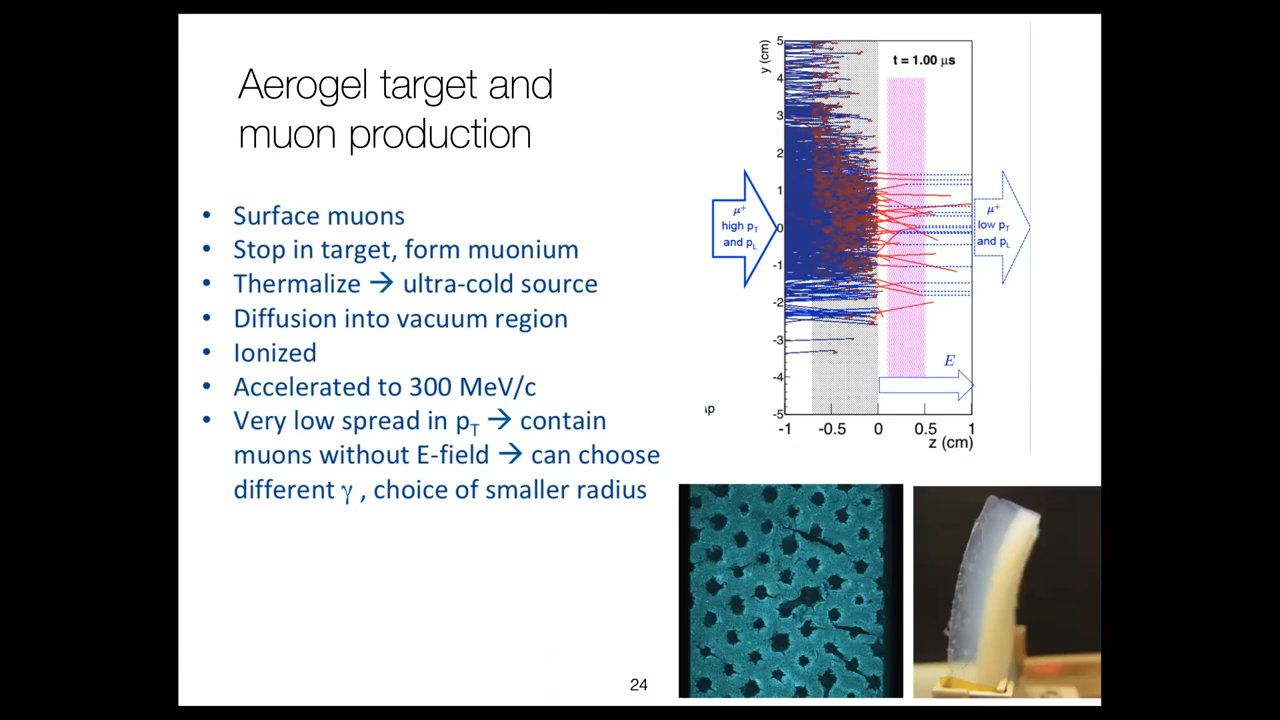 Aerogel target and
muon production
• Surface muons
• Stop in target, form muonium
• Thermalize → ultra-cold source
• Diffusion into vacuum region
• Ionized
• Accelerated to 300 MeV/c
• Very low spread in pT → contain
muons without E-field → can choose
different γ , choice of smaller radius
y (cm)
5
4
3
2
1
0
-1
-2
-3
-4
-5
t = 1.00 μs
μ+
high pT
and pL
μ+
low pT
and pL
E
-1 -0.5 0 0.5 1
z (cm)
24